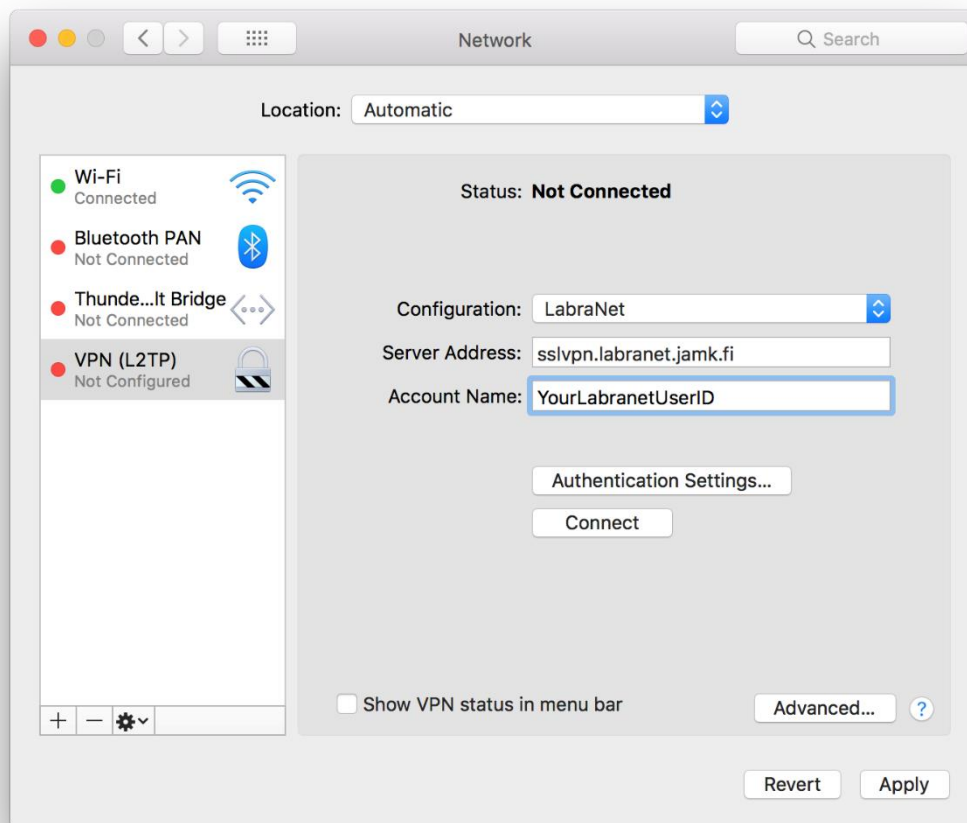 Network
Search
Location: Automatic
Wi-Fi
Connected
Bluetooth PAN
Not Connected
Thunde...lt Bridge
Not Connected
VPN (L2TP)
Not Configured
Status: Not Connected
Configuration: LabraNet
Server Address: sslvpn.labranet.jamk.fi
Account Name: YourLabranetUserID
Authentication Settings...
Connect
Show VPN status in menu bar
Advanced... ?
Revert Apply